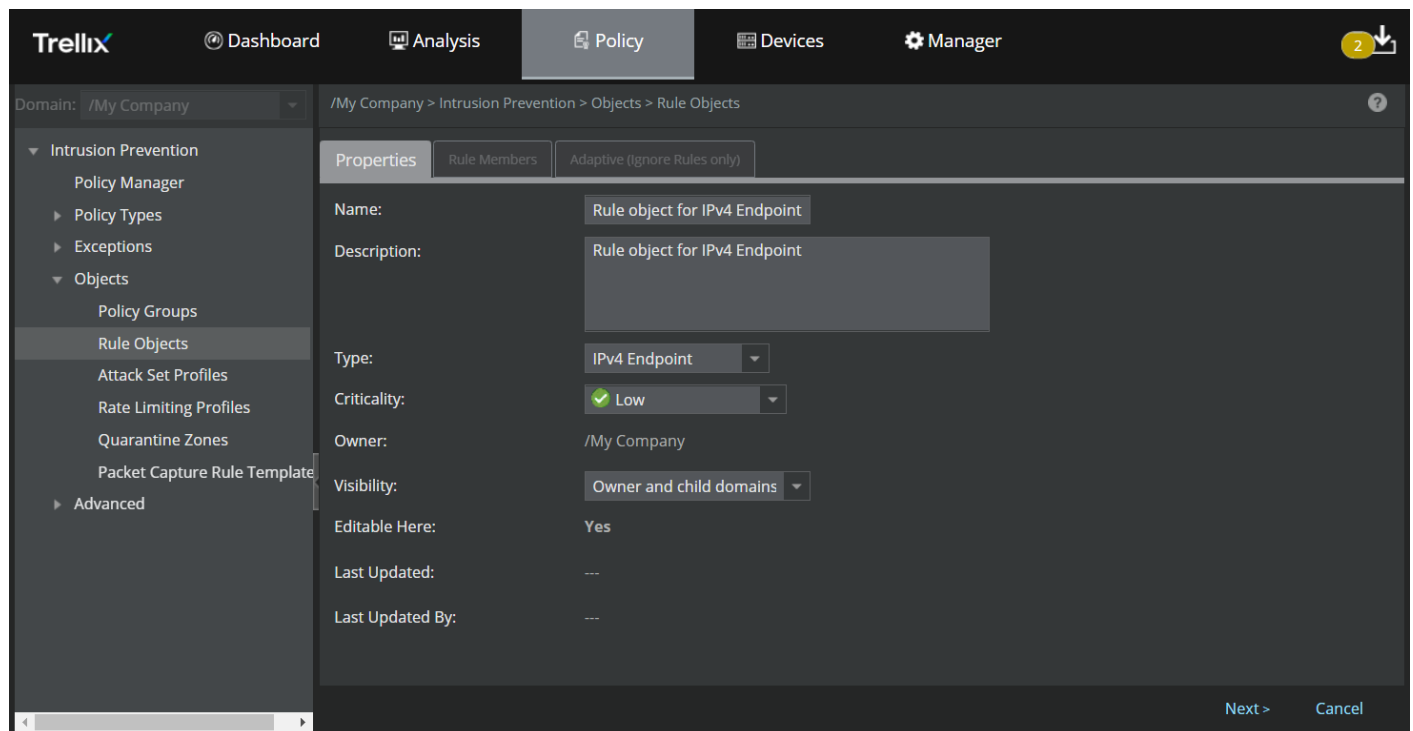 Trellix
Dashboard
Analysis
Policy
Devices
Manager
2
Domain: /My Company
/My Company > Intrusion Prevention > Objects > Rule Objects
?
Intrusion Prevention
Policy Manager
Policy Types
Exceptions
Objects
Policy Groups
Rule Objects
Attack Set Profiles
Rate Limiting Profiles
Quarantine Zones
Packet Capture Rule Template
Advanced
Properties
Rule Members
Adaptive (Ignore Rules only)
Name: Rule object for IPv4 Endpoint
Description: Rule object for IPv4 Endpoint
Type: IPv4 Endpoint
Criticality: Low
Owner: /My Company
Visibility: Owner and child domains
Editable Here: Yes
Last Updated: ---
Last Updated By: ---
Next >
Cancel